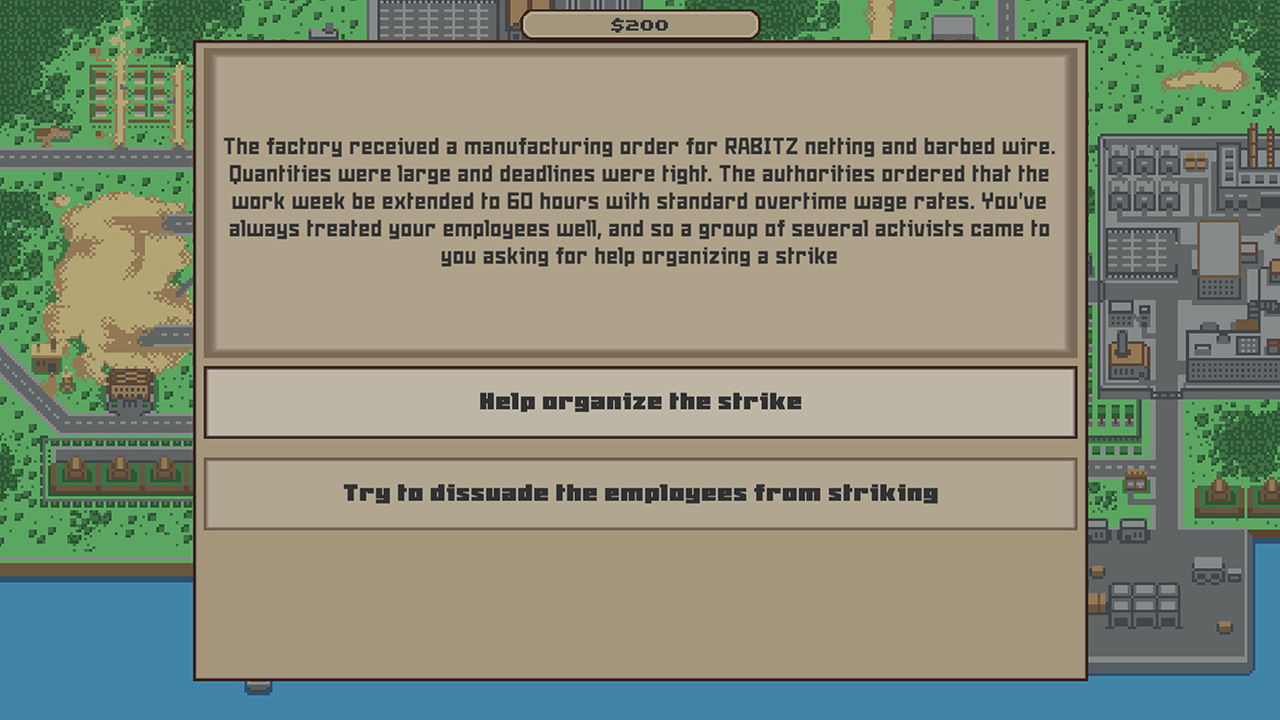 $200
The factory received a manufacturing order for RABITZ netting and barbed wire.
Quantities were large and deadlines were tight. The authorities ordered that the
work week be extended to 60 hours with standard overtime wage rates. You've
always treated your employees well, and so a group of several activists came to
you asking for help organizing a strike
Help organize the strike
Try to dissuade the employees from striking